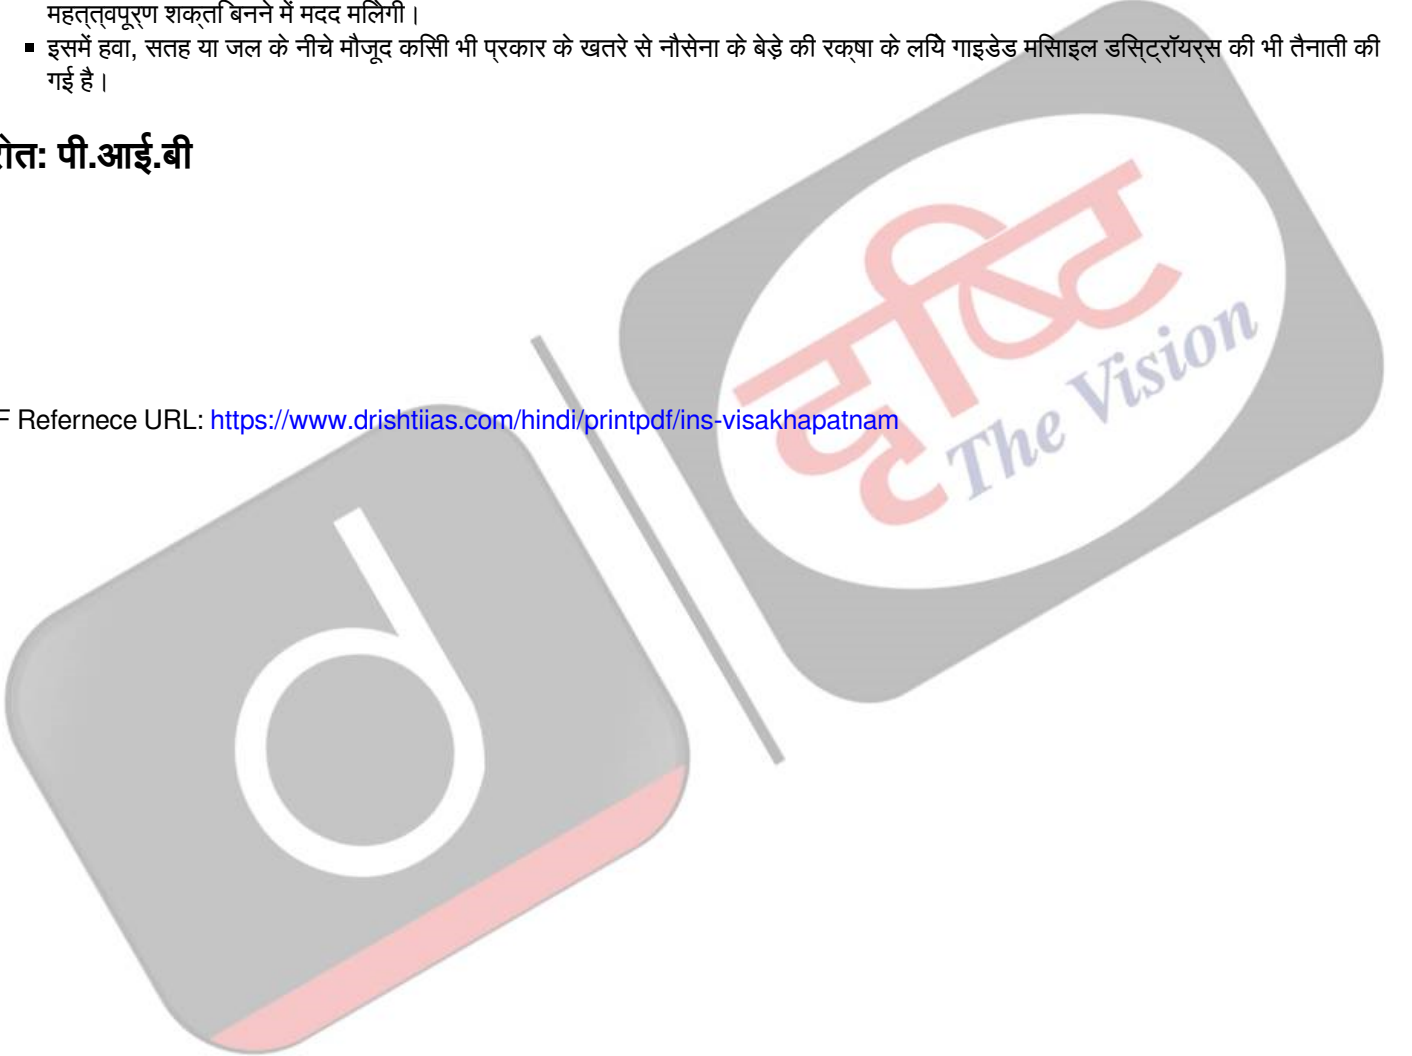 महत्त्वपूर्ण शक्ति बनने में मदद मिलेगी।
इसमें हवा, सतह या जल के नीचे मौजूद किसी भी प्रकार के खतरे से नौसेना के बेड़े की रक्षा के लिये गाइडेड मिसाइल डिस्ट्रॉयर्स की भी तैनाती की
गई है।
रोत: पी.आई.बी
दृष्टि
The Vision
F Refernece URL: https://www.drishtiias.com/hindi/printpdf/ins-visakhapatnam
d